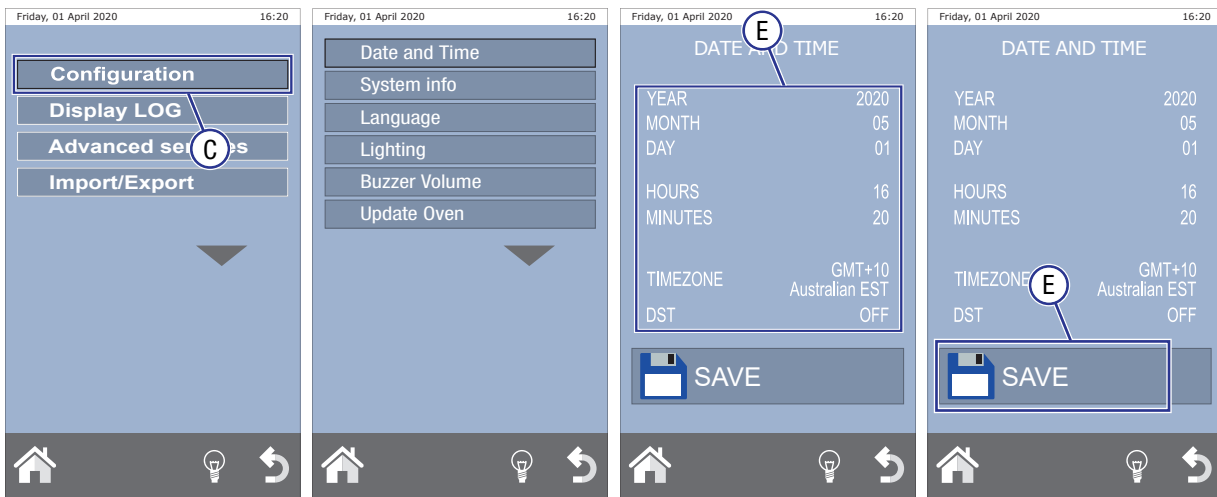 Friday, 01 April 2020 16:20
Configuration
Display LOG
Advanced se es
C
Import/Export
Friday, 01 April 2020 16:20
Date and Time
System info
Language
Lighting
Buzzer Volume
Update Oven
Friday, 01 April 2020 16:20
E
DATE A D TIME
YEAR 2020
MONTH 05
DAY 01
HOURS 16
MINUTES 20
TIMEZONE GMT+10
Australian EST
DST OFF
SAVE
Friday, 01 April 2020 16:20
DATE AND TIME
YEAR 2020
MONTH 05
DAY 01
HOURS 16
MINUTES 20
TIMEZONE GMT+10
Australian EST
E
DST OFF
SAVE